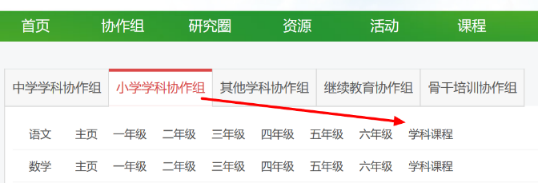 首页 协作组 研究圈 资源 活动 课程
中学学科协作组 小学学科协作组 其他学科协作组 继续教育协作组 骨干培训协作组
语文 主页 一年级 二年级 三年级 四年级 五年级 六年级 学科课程
数学 主页 一年级 二年级 三年级 四年级 五年级 六年级 学科课程